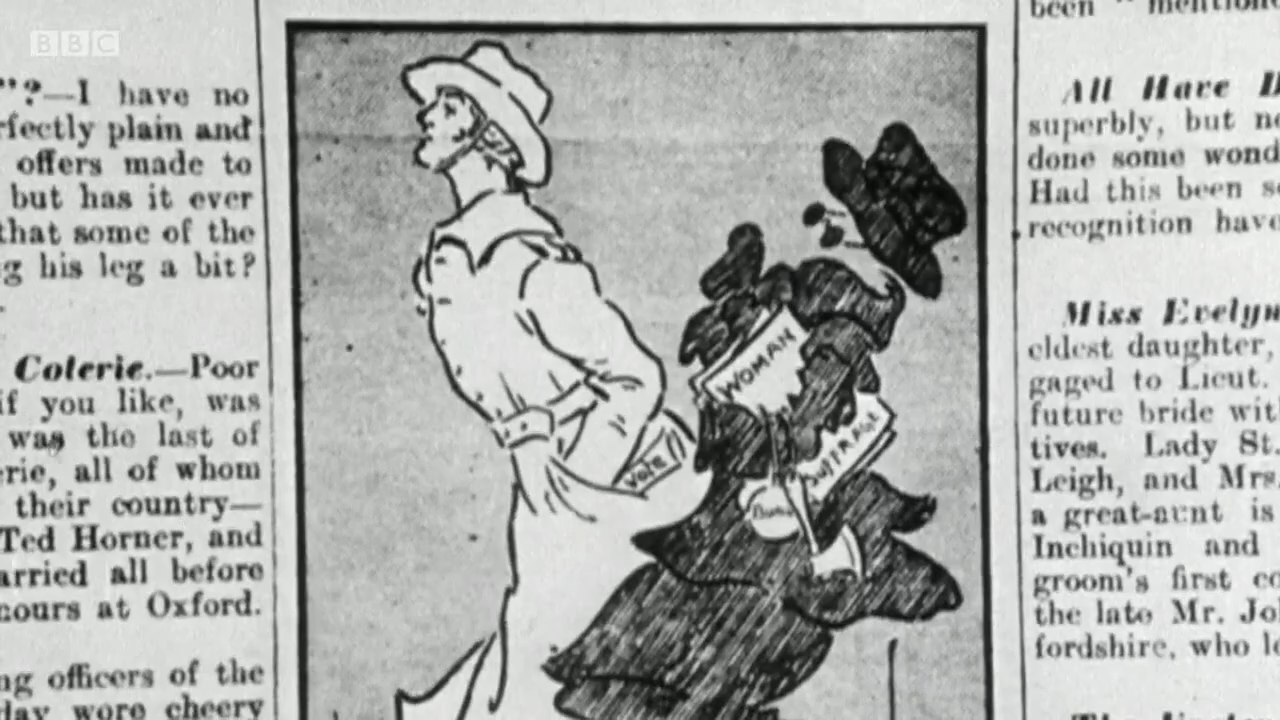 BBC
"?—I have no
rfectly plain and
offers made to
but has it ever
that some of the
g his leg a bit?
Coterie.—Poor
if you like, was
was the last of
rie, all of whom
their country—
Ted Horner, and
arried all before
nours at Oxford.
ng officers of the
day wore cheery
WOMAN
SUFFRAGE
VOTE
been "mentione
All Have D
superbly, but no
done some wond
Had this been s
recognition have
Miss Evelyn
eldest daughter,
gaged to Lieut.
future bride wit
tives. Lady St.
Leigh, and Mrs.
a great-aunt is
Inchiquin and
groom's first co
the late Mr. Jo
fordshire, who l